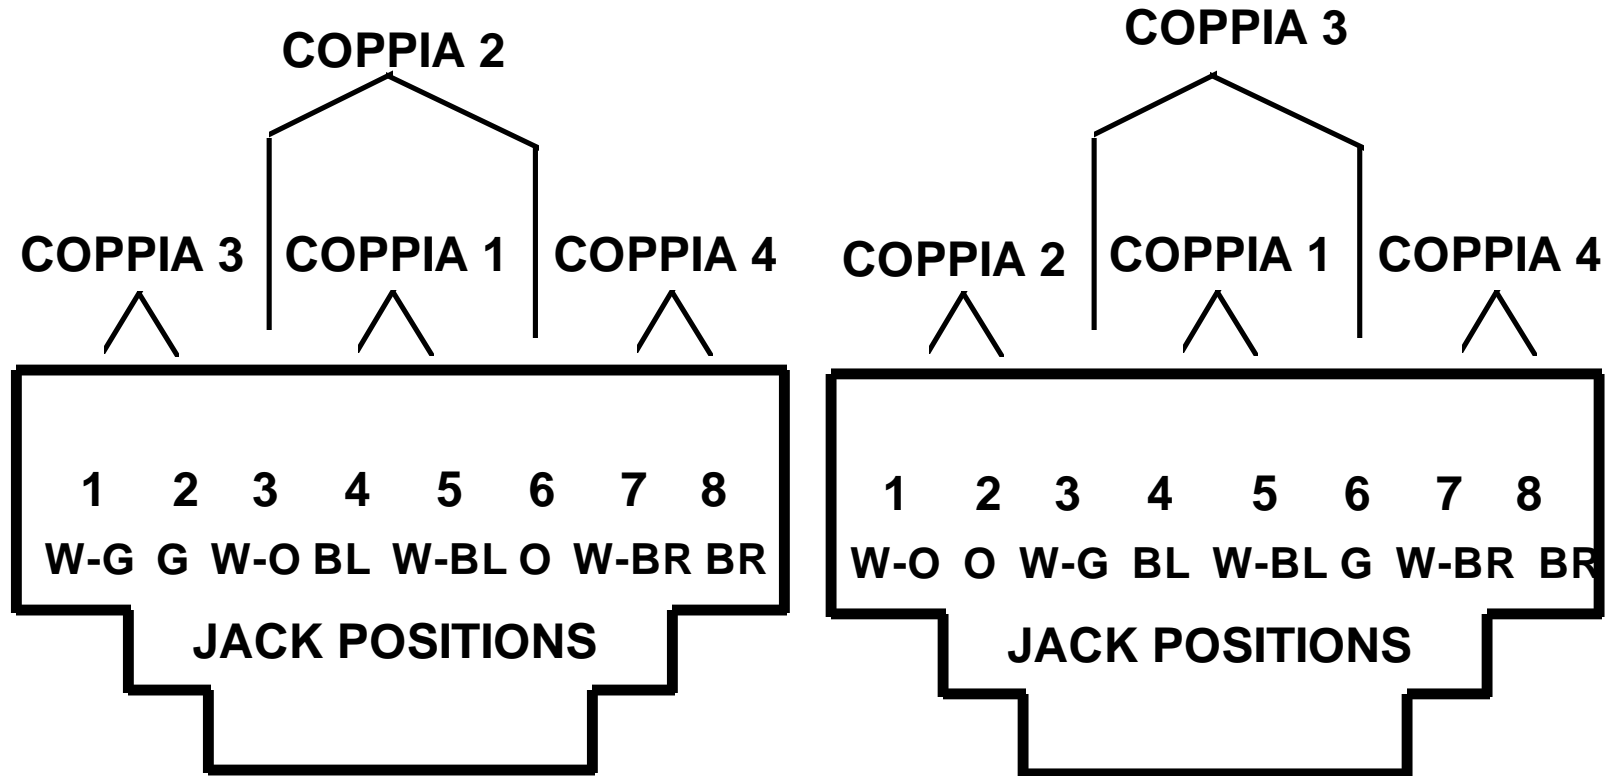 COPPIA 2
COPPIA 3 COPPIA 1 COPPIA 4
1 2 3 4 5 6 7 8
W-G G W-O BL W-BL O W-BR BR
JACK POSITIONS
COPPIA 3
COPPIA 2 COPPIA 1 COPPIA 4
1 2 3 4 5 6 7 8
W-O O W-G BL W-BL G W-BR BR
JACK POSITIONS